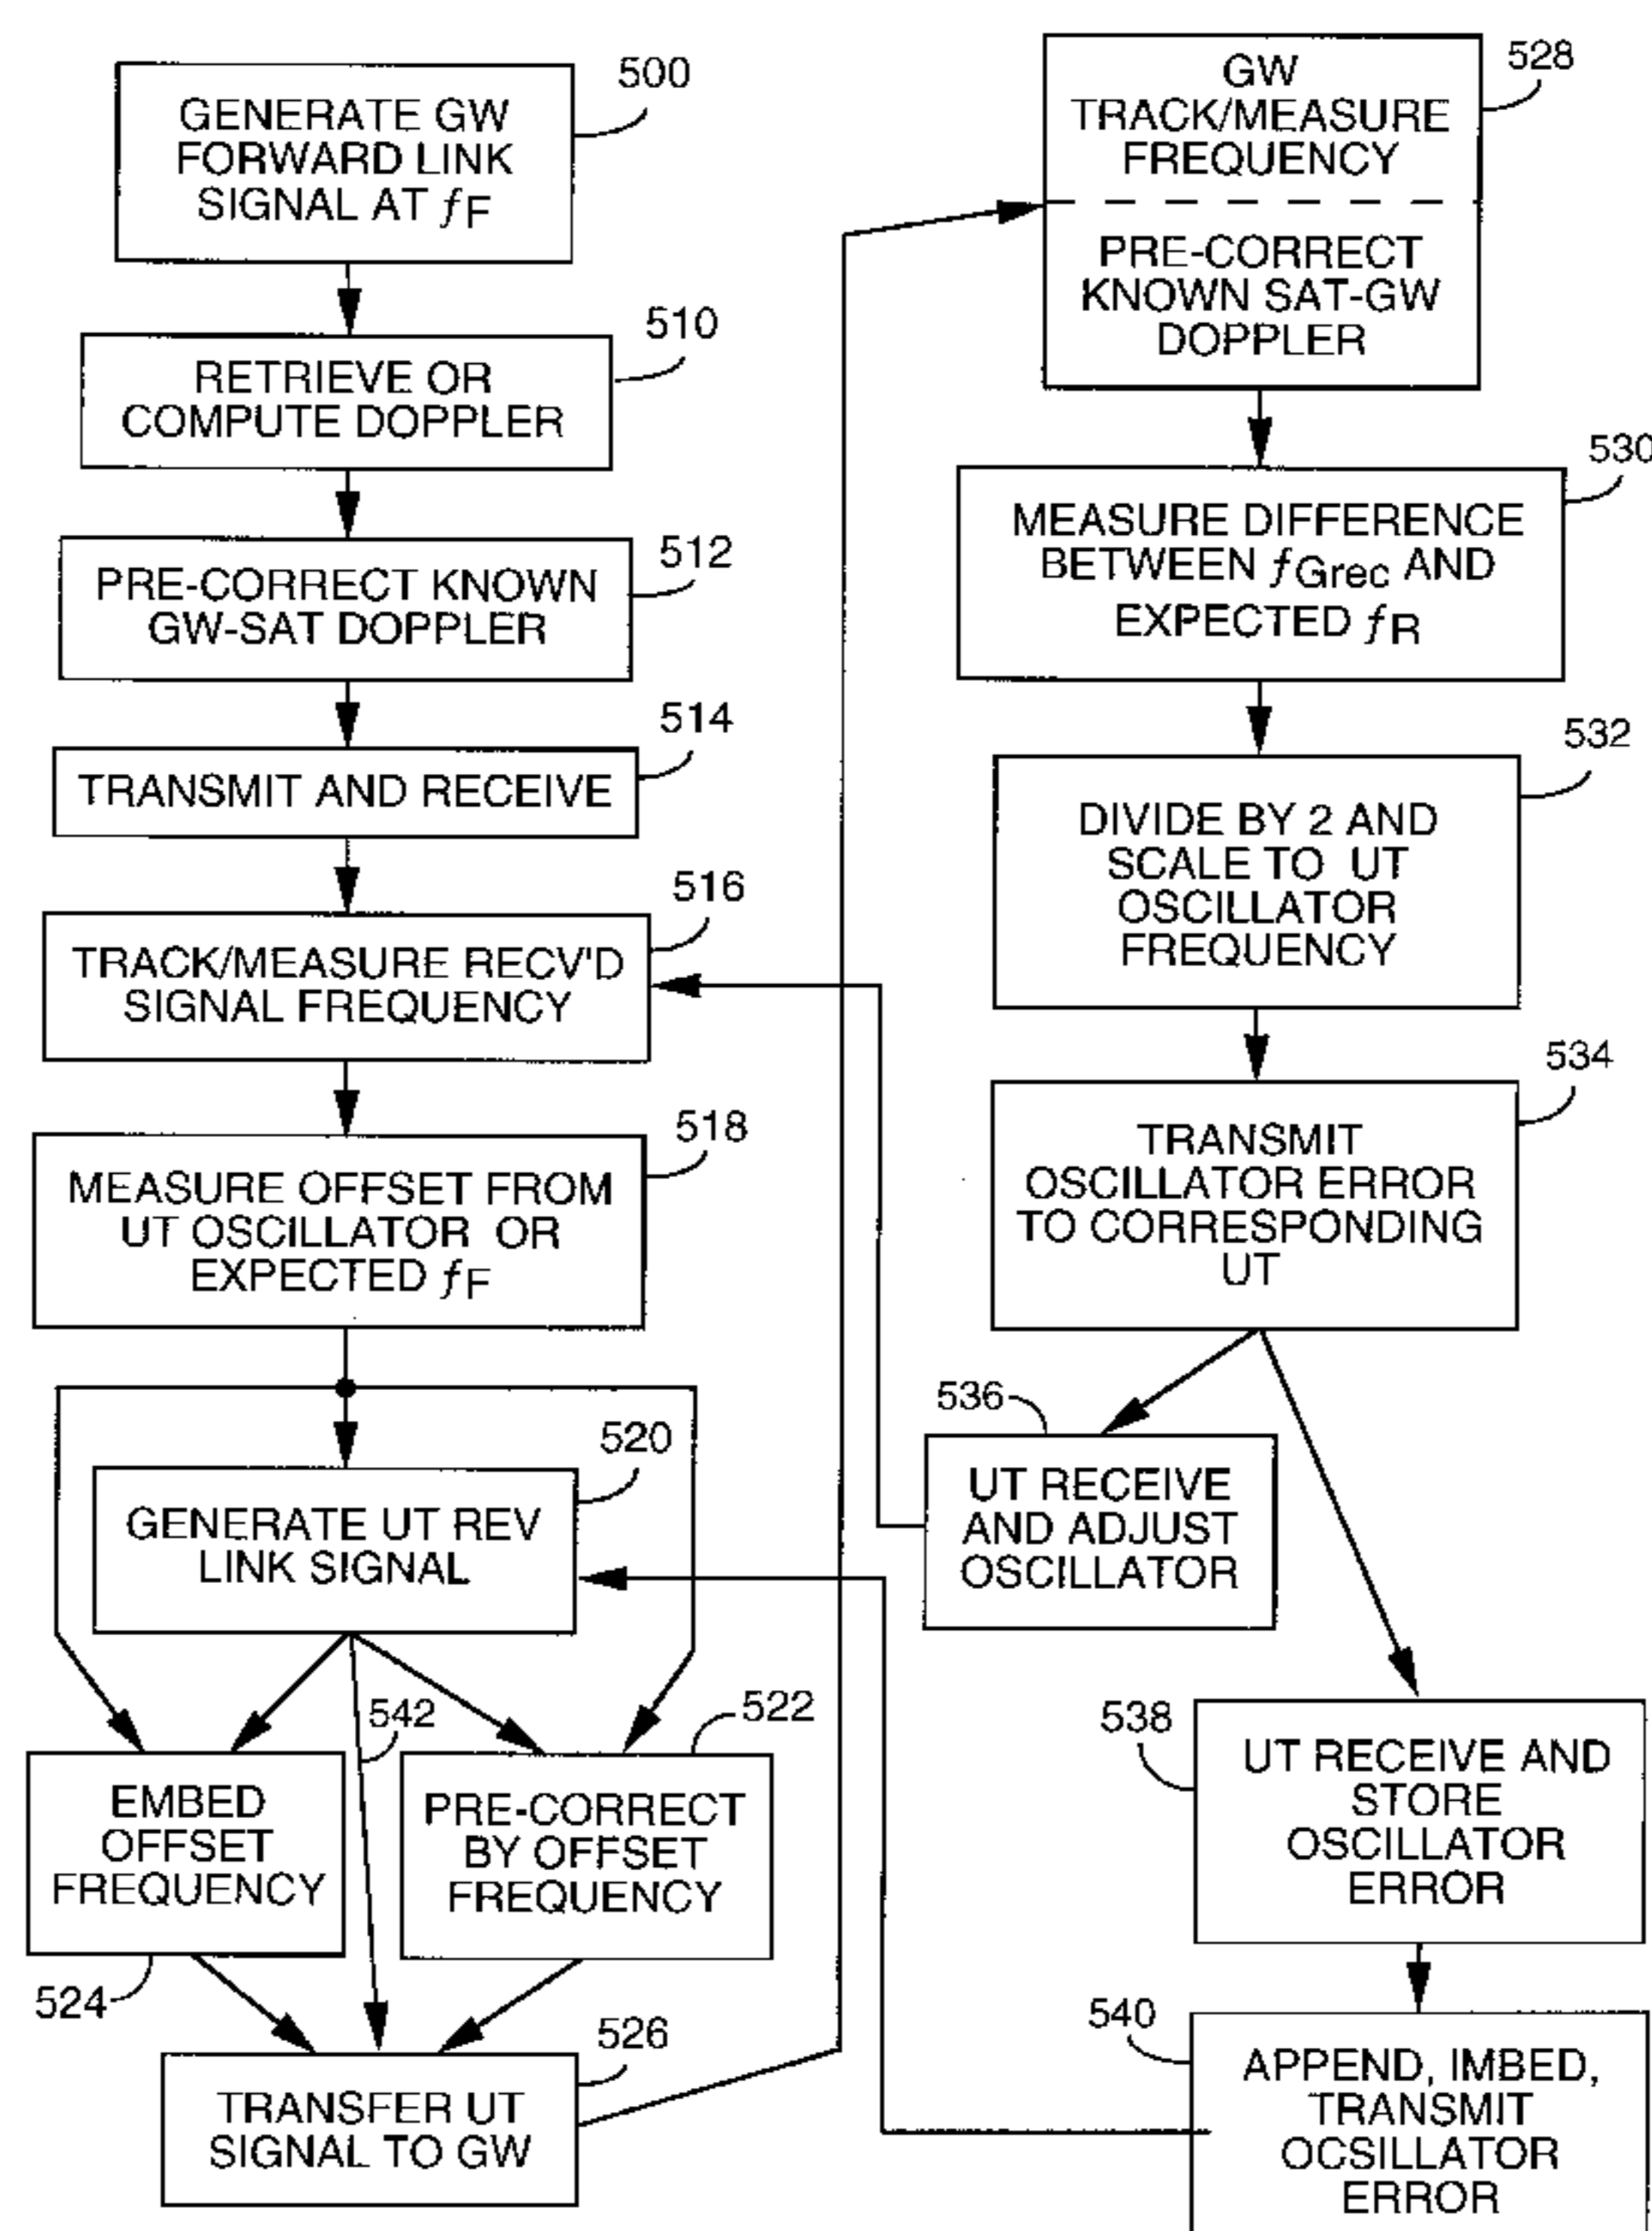 500
GENERATE GW
FORWARD LINK
SIGNAL AT fF
510
RETRIEVE OR
COMPUTE DOPPLER
512
PRE-CORRECT KNOWN
GW-SAT DOPPLER
514
TRANSMIT AND RECEIVE
516
TRACK/MEASURE RECV'D
SIGNAL FREQUENCY
518
MEASURE OFFSET FROM
UT OSCILLATOR OR
EXPECTED fF
520
GENERATE UT REV
LINK SIGNAL
542
522
EMBED
OFFSET
FREQUENCY
524
PRE-CORRECT
BY OFFSET
FREQUENCY
526
TRANSFER UT
SIGNAL TO GW
528
GW
TRACK/MEASURE
FREQUENCY
PRE-CORRECT
KNOWN SAT-GW
DOPPLER
530
MEASURE DIFFERENCE
BETWEEN fGrec AND
EXPECTED fR
532
DIVIDE BY 2 AND
SCALE TO UT
OSCILLATOR
FREQUENCY
534
TRANSMIT
OSCILLATOR ERROR
TO CORRESPONDING
UT
536
UT RECEIVE
AND ADJUST
OSCILLATOR
538
UT RECEIVE AND
STORE
OSCILLATOR
ERROR
540
APPEND, IMBED,
TRANSMIT
OCSILLATOR
ERROR